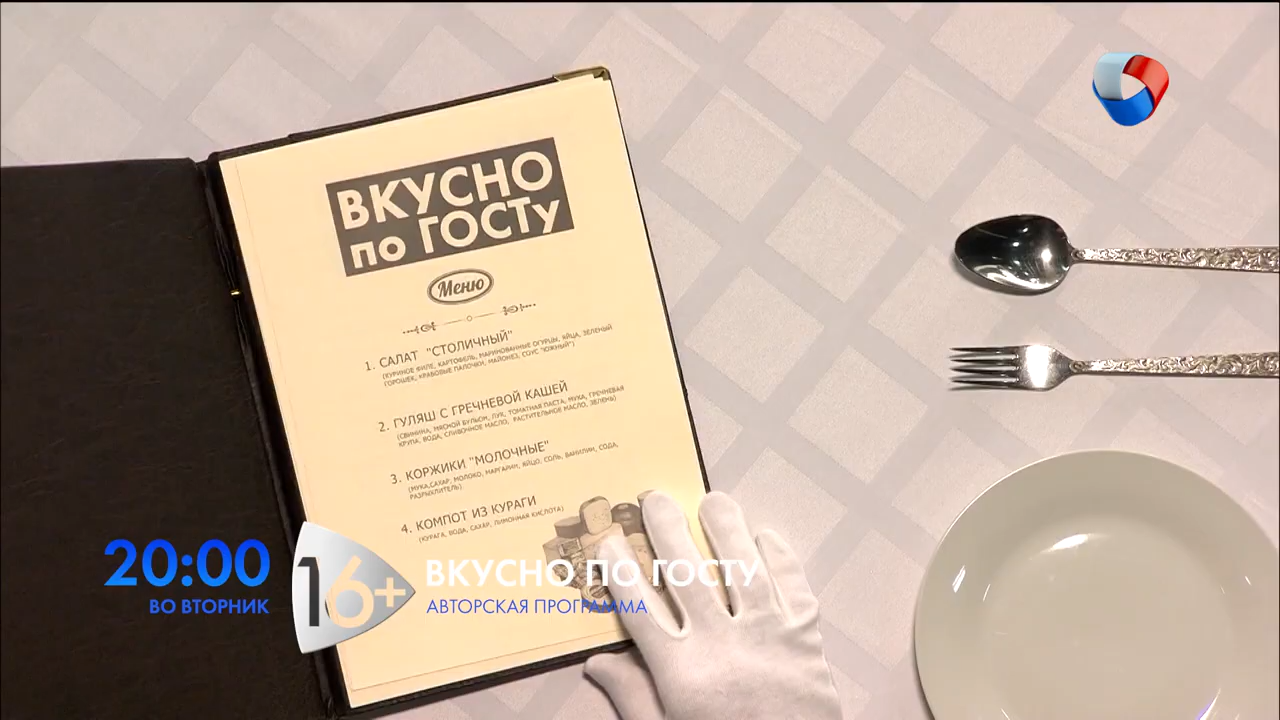 ВКУСНО
по ГОСТу
Меню
1. САЛАТ "СТОЛИЧНЫЙ"
(КУРИНОЕ ФИЛЕ, КАРТОФЕЛЬ, МАРИНОВАННЫЕ ОГУРЦЫ, ЯЙЦА, ЗЕЛЕНЫЙ
ГОРОШЕК, КРАБОВЫЕ ПАЛОЧКИ, МАЙОНЕЗ, СОУС "ЮЖНЫЙ")
2. ГУЛЯШ С ГРЕЧНЕВОЙ КАШЕЙ
(СВИНИНА, МЯСНОЙ БУЛЬОН, ЛУК, ТОМАТНАЯ ПАСТА, МУКА, ГРЕЧНЕВАЯ
КРУПА, ВОДА, СЛИВОЧНОЕ МАСЛО, РАСТИТЕЛЬНОЕ МАСЛО, ЗЕЛЕНЬ)
3. КОРЖИКИ "МОЛОЧНЫЕ"
(МУКА,САХАР, МОЛОКО, МАРГАРИН, ЯЙЦО, СОЛЬ, ВАНИЛИН, СОДА,
РАЗРЫХЛИТЕЛЬ)
4. КОМПОТ ИЗ КУРАГИ
(КУРАГА, ВОДА, САХАР, ЛИМОННАЯ КИСЛОТА)
20:00
ВО ВТОРНИК
16+
ВКУСНО ПО ГОСТУ
АВТОРСКАЯ ПРОГРАММА